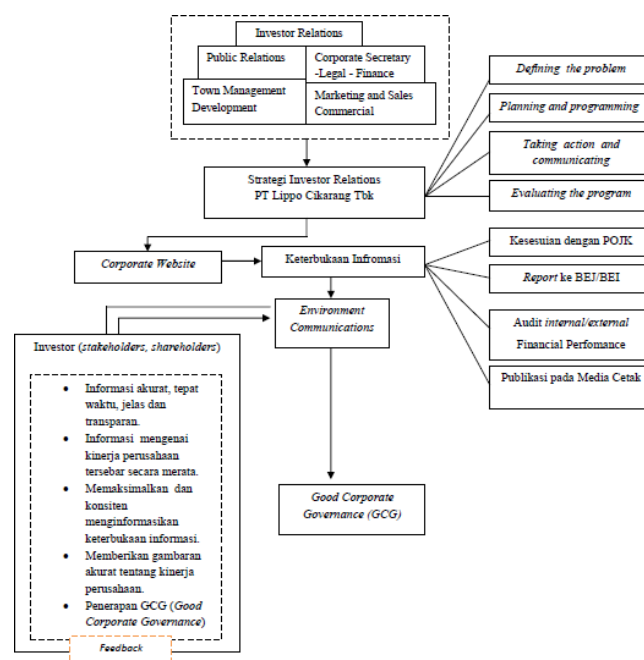 Investor Relations
Public Relations
Corporate Secretary
-Legal - Finance
Town Management
Development
Marketing and Sales
Commercial
Defining the problem
Planning and programming
Taking action and
communicating
Evaluating the program
Strategi Investor Relations
PT Lippo Cikarang Tbk
Corporate Website
Keterbukaan Infromasi
Kesesuian dengan POJK
Report ke BEJ/BEI
Audit internal/external
Financial Perfomance
Publikasi pada Media Cetak
Environment
Communications
Investor (stakeholders, shareholders)
• Informasi akurat, tepat
waktu, jelas dan
transparan.
• Informasi mengenai
kinerja perusahaan
tersebar secara merata.
• Memaksimalkan dan
konsiten
menginformasikan
keterbukaan informasi.
• Memberikan gambaran
akurat tentang kinerja
perusahaan.
• Penerapan GCG (Good
Corporate Governance)
Feedback
Good Corporate
Governance (GCG)